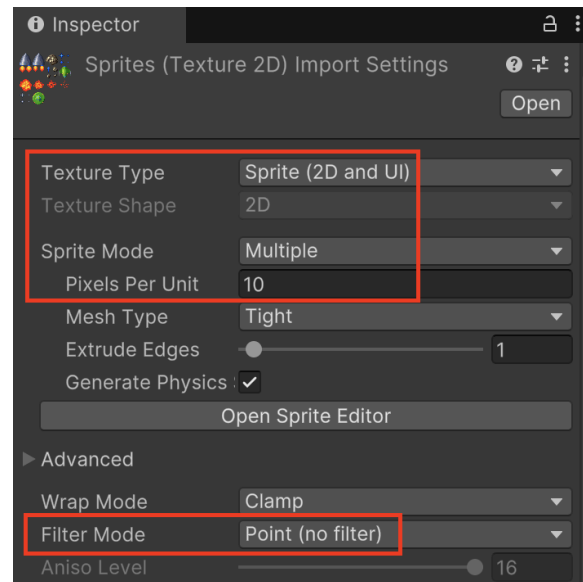 Inspector
Sprites (Texture 2D) Import Settings
Open
Texture Type Sprite (2D and UI)
Texture Shape 2D
Sprite Mode Multiple
Pixels Per Unit 10
Mesh Type Tight
Extrude Edges 1
Generate Physics
Open Sprite Editor
Advanced
Wrap Mode Clamp
Filter Mode Point (no filter)
Aniso Level 16